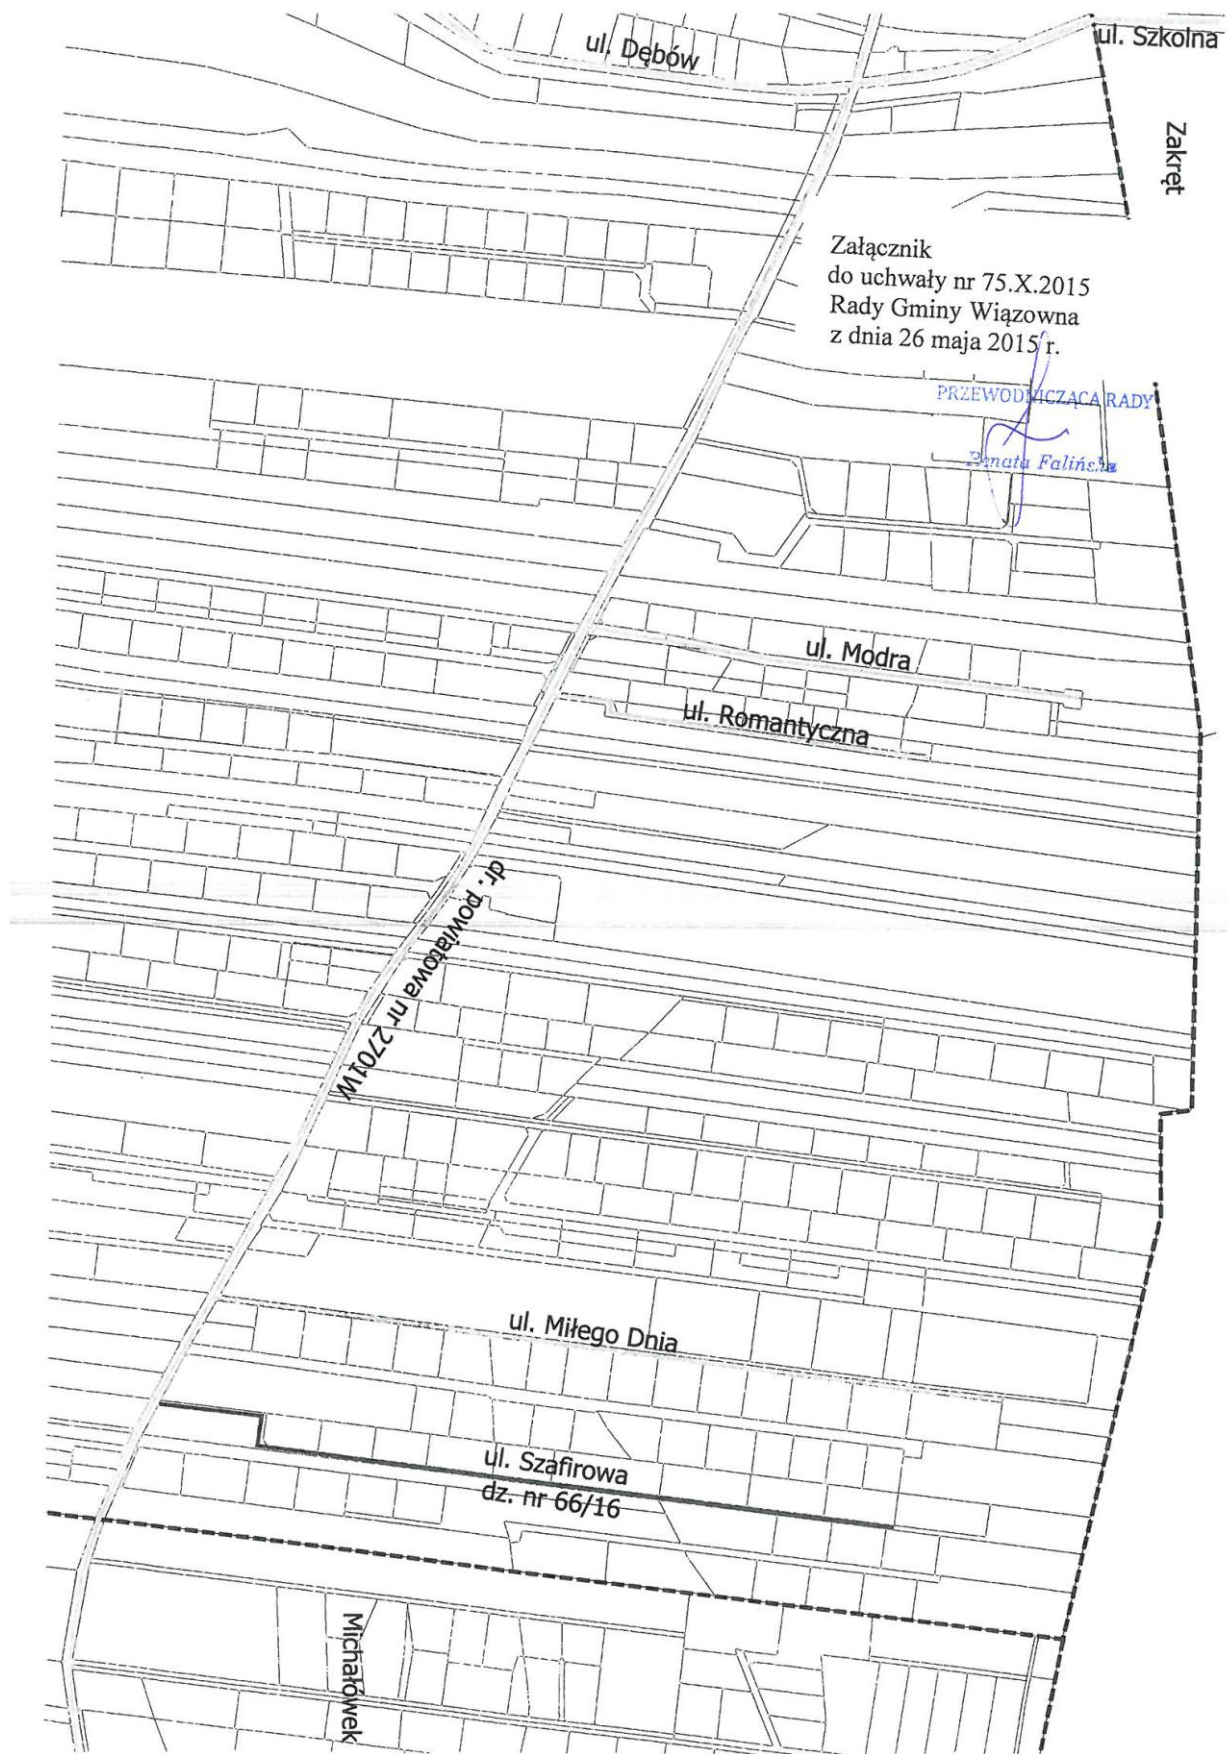 ul. Dębów
ul. Szkolna
Zakręt
Załącznik
do uchwały nr 75.X.2015
Rady Gminy Wiązowna
z dnia 26 maja 2015 r.
PRZEWODNICZĄCA RADY
Renata Falińska
ul. Modra
ul. Romantyczna
dr. powiatowa nr 2701W
ul. Miłego Dnia
ul. Szafirowa
dz. nr 66/16
Michałówek